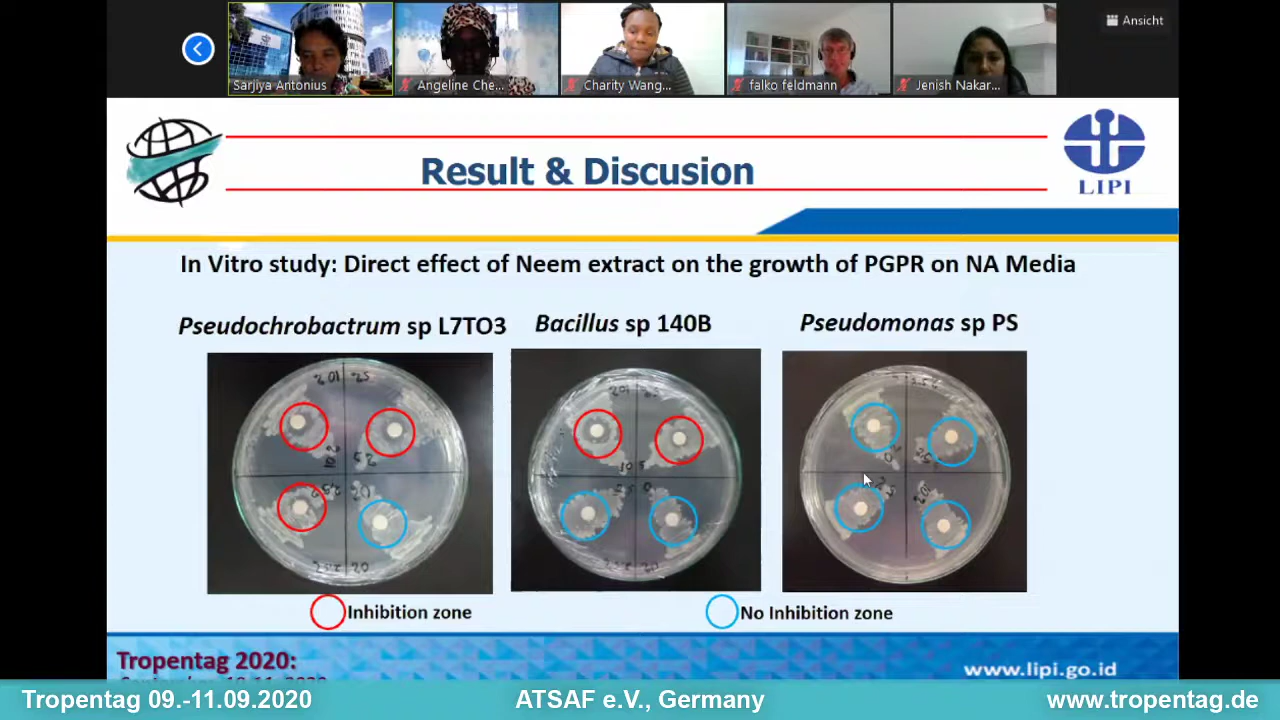 Ansicht
Sarjiya Antonius
Angeline Che...
Charity Wang...
falko feldmann
Jenish Nakar...
Result & Discusion
LIPI
In Vitro study: Direct effect of Neem extract on the growth of PGPR on NA Media
Pseudochrobactrum sp L7TO3
Bacillus sp 140B
Pseudomonas sp PS
Inhibition zone
No Inhibition zone
Tropentag 2020:
www.lipi.go.id
Tropentag 09.-11.09.2020
ATSAF e.V., Germany
www.tropentag.de